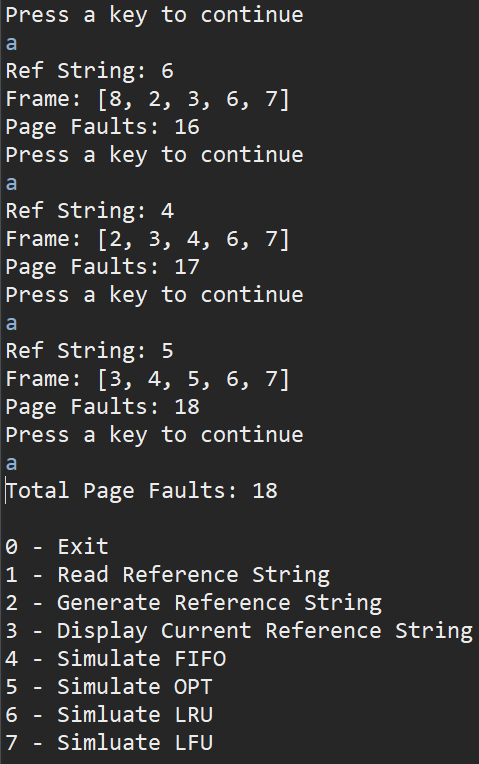 Press a key to continue
a
Ref String: 6
Frame: [8, 2, 3, 6, 7]
Page Faults: 16
Press a key to continue
a
Ref String: 4
Frame: [2, 3, 4, 6, 7]
Page Faults: 17
Press a key to continue
a
Ref String: 5
Frame: [3, 4, 5, 6, 7]
Page Faults: 18
Press a key to continue
a
Total Page Faults: 18
0 - Exit
1 - Read Reference String
2 - Generate Reference String
3 - Display Current Reference String
4 - Simulate FIFO
5 - Simulate OPT
6 - Simluate LRU
7 - Simluate LFU